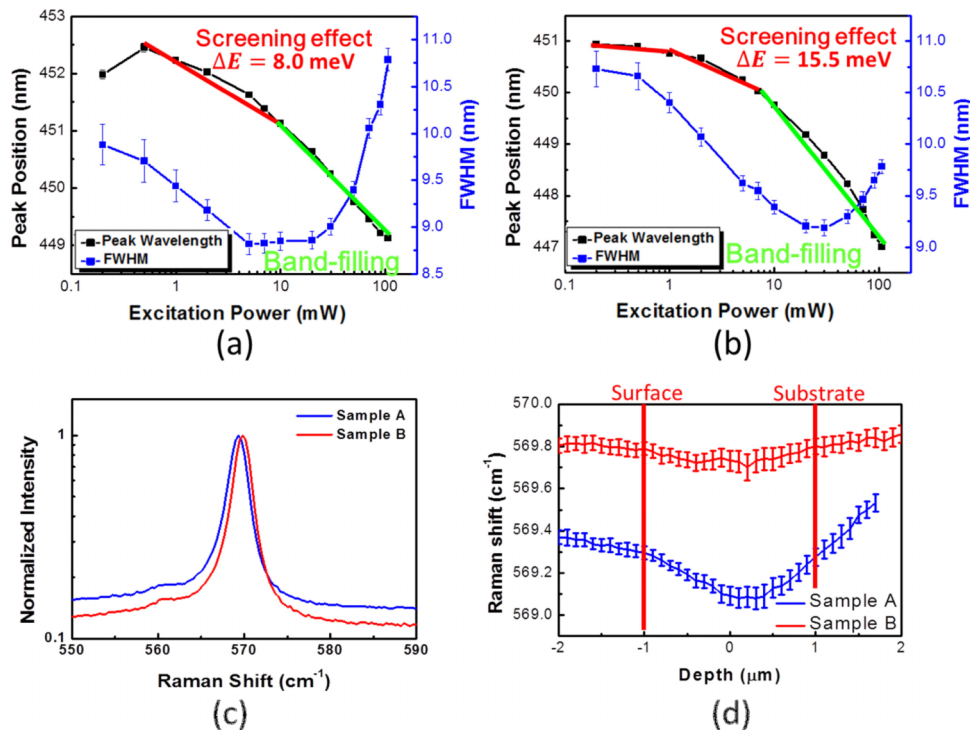 453
452
451
450
449
Peak Position (nm)
Screening effect
ΔE = 8.0 meV
11.0
10.5
10.0
9.5
9.0
8.5
FWHM (nm)
Peak Wavelength
FWHM
Band-filling
0.1 1 10 100
Excitation Power (mW)
(a)
451
450
449
448
447
Peak Position (nm)
Screening effect
ΔE = 15.5 meV
11.0
10.5
10.0
9.5
9.0
FWHM (nm)
Peak Wavelength
FWHM
Band-filling
0.1 1 10 100
Excitation Power (mW)
(b)
1
0.1
Normalized Intensity
Sample A
Sample B
550 560 570 580 590
Raman Shift (cm⁻¹)
(c)
Surface Substrate
570.0
569.8
569.6
569.4
569.2
569.0
Raman shift (cm⁻¹)
Sample A
Sample B
-2 -1 0 1 2
Depth (μm)
(d)